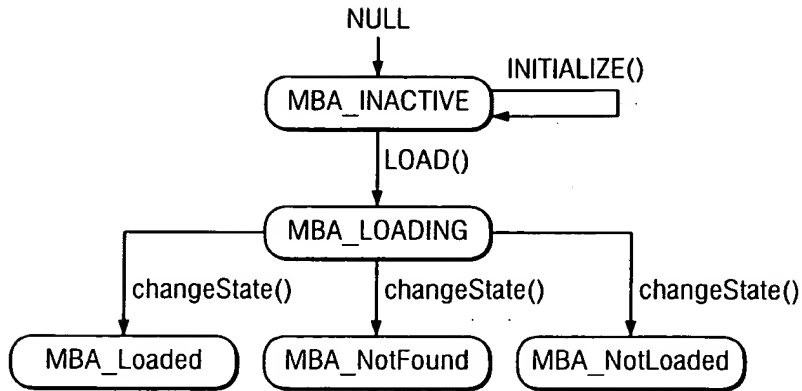 NULL
INITIALIZE()
MBA_INACTIVE
LOAD()
MBA_LOADING
changeState()
changeState()
changeState()
MBA_Loaded
MBA_NotFound
MBA_NotLoaded